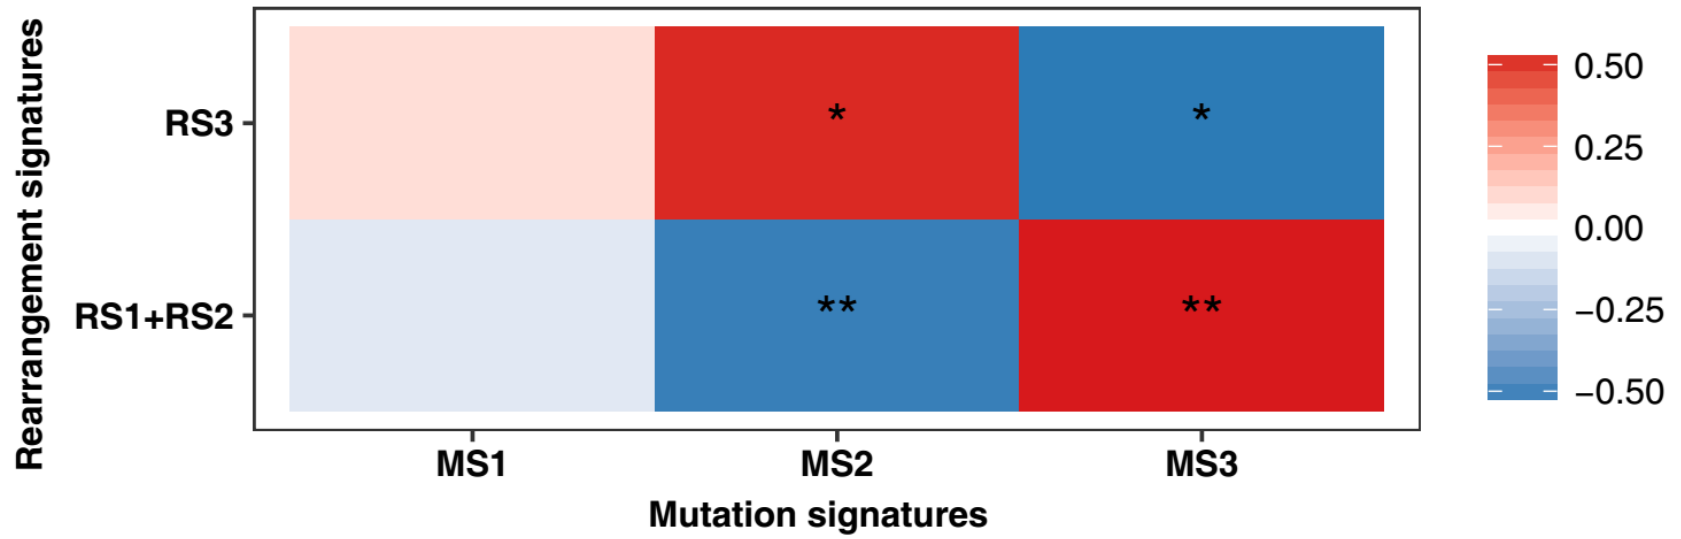 Rearrangement signatures
RS3
* *
RS1+RS2
** **
MS1 MS2 MS3
Mutation signatures
0.50
0.25
0.00
−0.25
−0.50